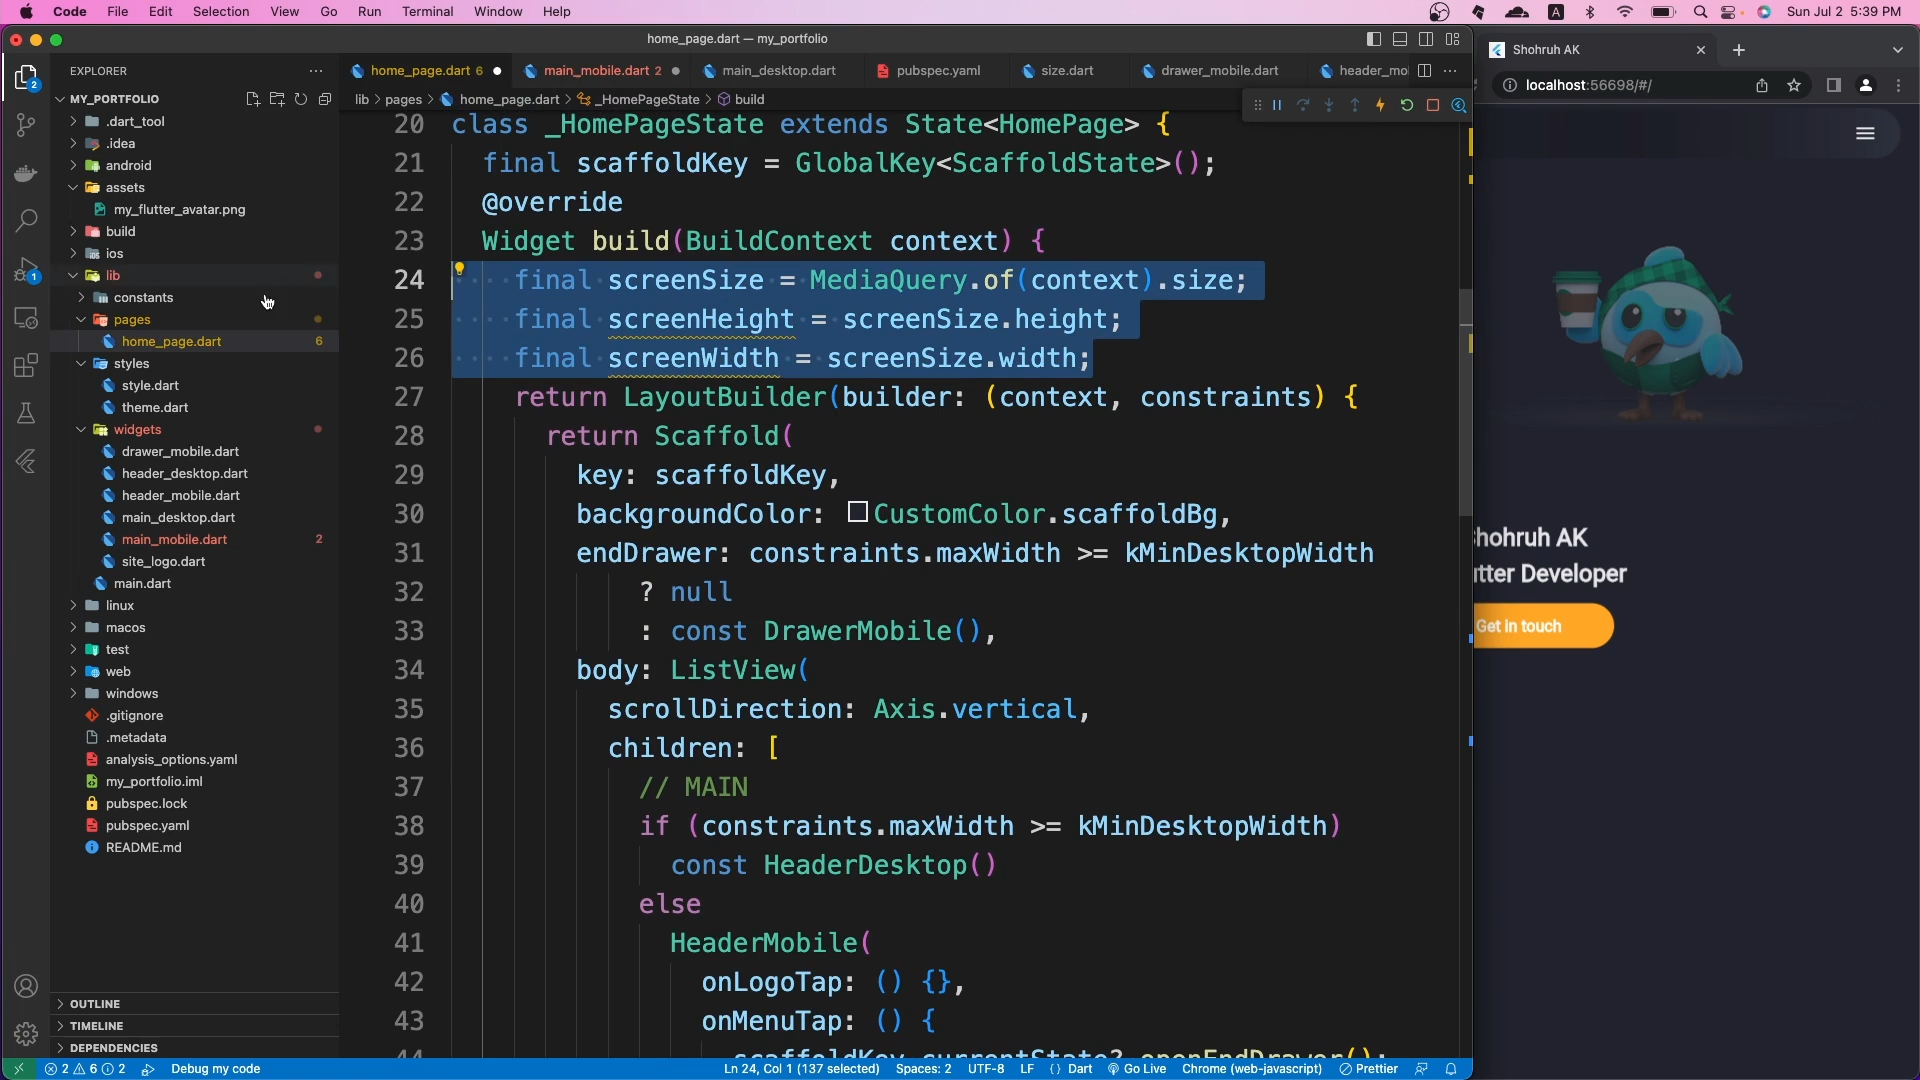 Code File Edit Selection View Go Run Terminal Window Help
A
Sun Jul 2 5:39 PM
home_page.dart — my_portfolio
EXPLORER
MY_PORTFOLIO
.dart_tool
.idea
android
assets
my_flutter_avatar.png
build
ios
lib
constants
pages
home_page.dart 6
styles
style.dart
theme.dart
widgets
drawer_mobile.dart
header_desktop.dart
header_mobile.dart
main_desktop.dart
main_mobile.dart 2
site_logo.dart
main.dart
linux
macos
test
web
windows
.gitignore
.metadata
analysis_options.yaml
my_portfolio.iml
pubspec.lock
pubspec.yaml
README.md
OUTLINE
TIMELINE
DEPENDENCIES
2
1
home_page.dart 6 main_mobile.dart 2 main_desktop.dart pubspec.yaml size.dart drawer_mobile.dart header_mo
lib > pages > home_page.dart > _HomePageState > build
20 class _HomePageState extends State<HomePage> {
21 final scaffoldKey = GlobalKey<ScaffoldState>();
22 @override
23 Widget build(BuildContext context) {
24 final screenSize = MediaQuery.of(context).size;
25 final screenHeight = screenSize.height;
26 final screenWidth = screenSize.width;
27 return LayoutBuilder(builder: (context, constraints) {
28 return Scaffold(
29 key: scaffoldKey,
30 backgroundColor: CustomColor.scaffoldBg,
31 endDrawer: constraints.maxWidth >= kMinDesktopWidth
32 ? null
33 : const DrawerMobile(),
34 body: ListView(
35 scrollDirection: Axis.vertical,
36 children: [
37 // MAIN
38 if (constraints.maxWidth >= kMinDesktopWidth)
39 const HeaderDesktop()
40 else
41 HeaderMobile(
42 onLogoTap: () {},
43 onMenuTap: () {
44 scaffoldKey.currentState?.openEndDrawer();
2 6 2 Debug my code
Ln 24, Col 1 (137 selected) Spaces: 2 UTF-8 LF {} Dart Go Live Chrome (web-javascript) Prettier
Shohruh AK
localhost:56698/#/
hohruh AK
tter Developer
Get in touch